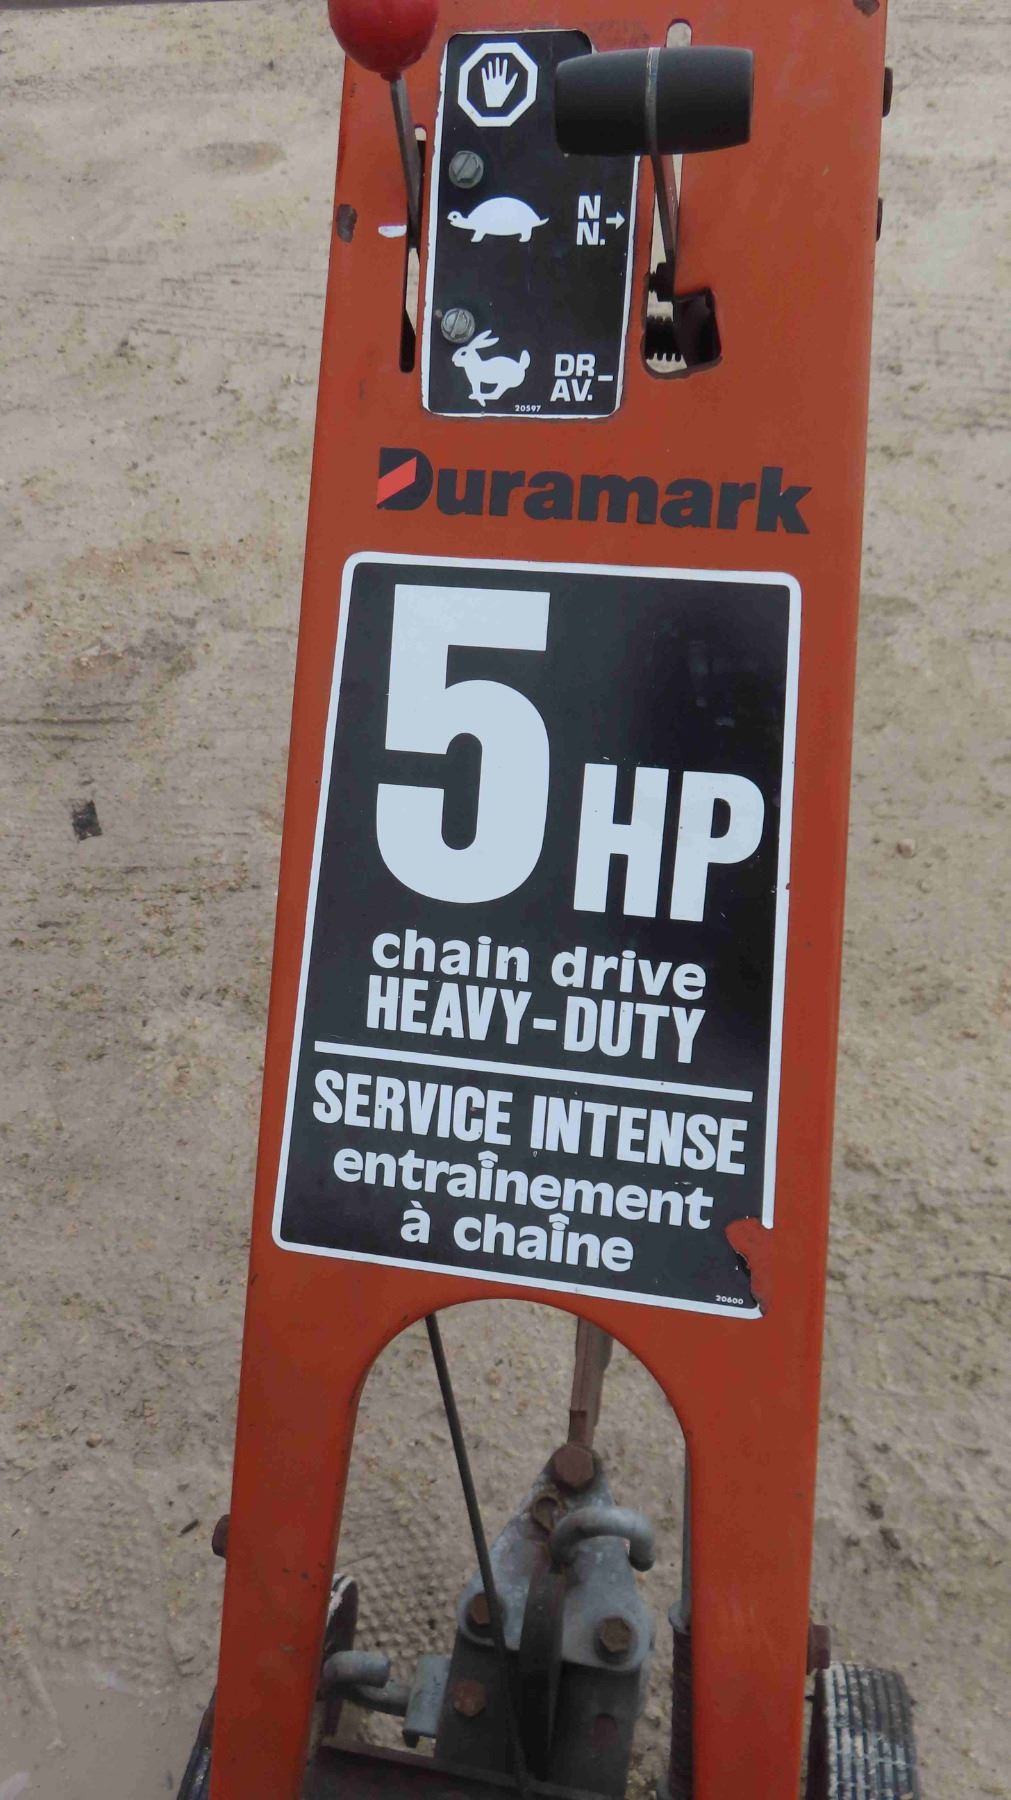 N
N.
DR
AV.
20597
Duramark
5 HP
chain drive
HEAVY-DUTY
SERVICE INTENSE
entraînement
à chaîne
20600